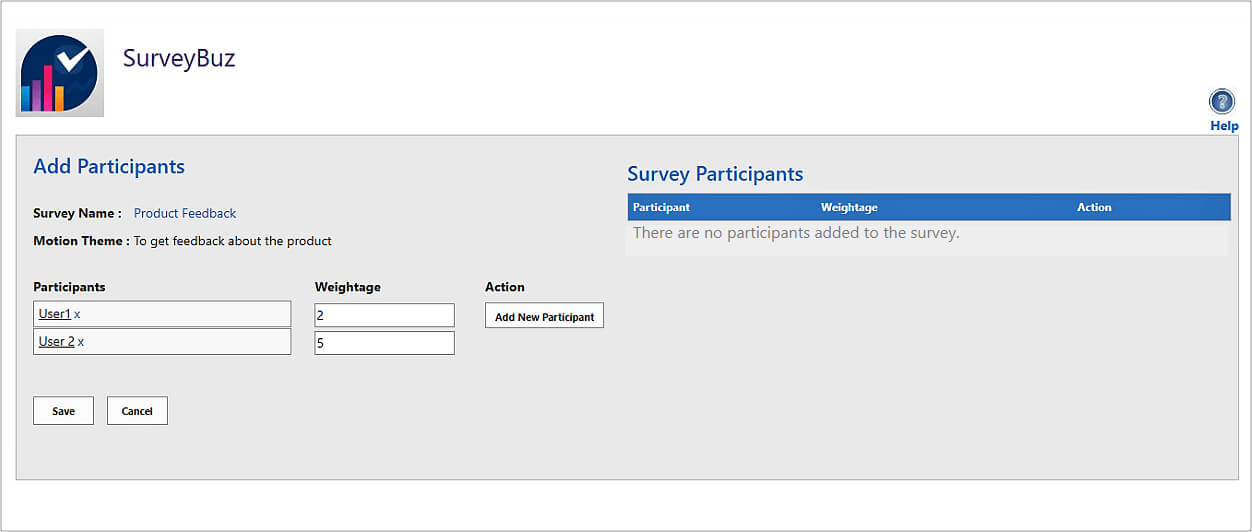 SurveyBuz
?
Help
Add Participants
Survey Name : Product Feedback
Motion Theme : To get feedback about the product
Participants Weightage Action
User1 x 2 Add New Participant
User 2 x 5
Save Cancel
Survey Participants
Participant Weightage Action
There are no participants added to the survey.